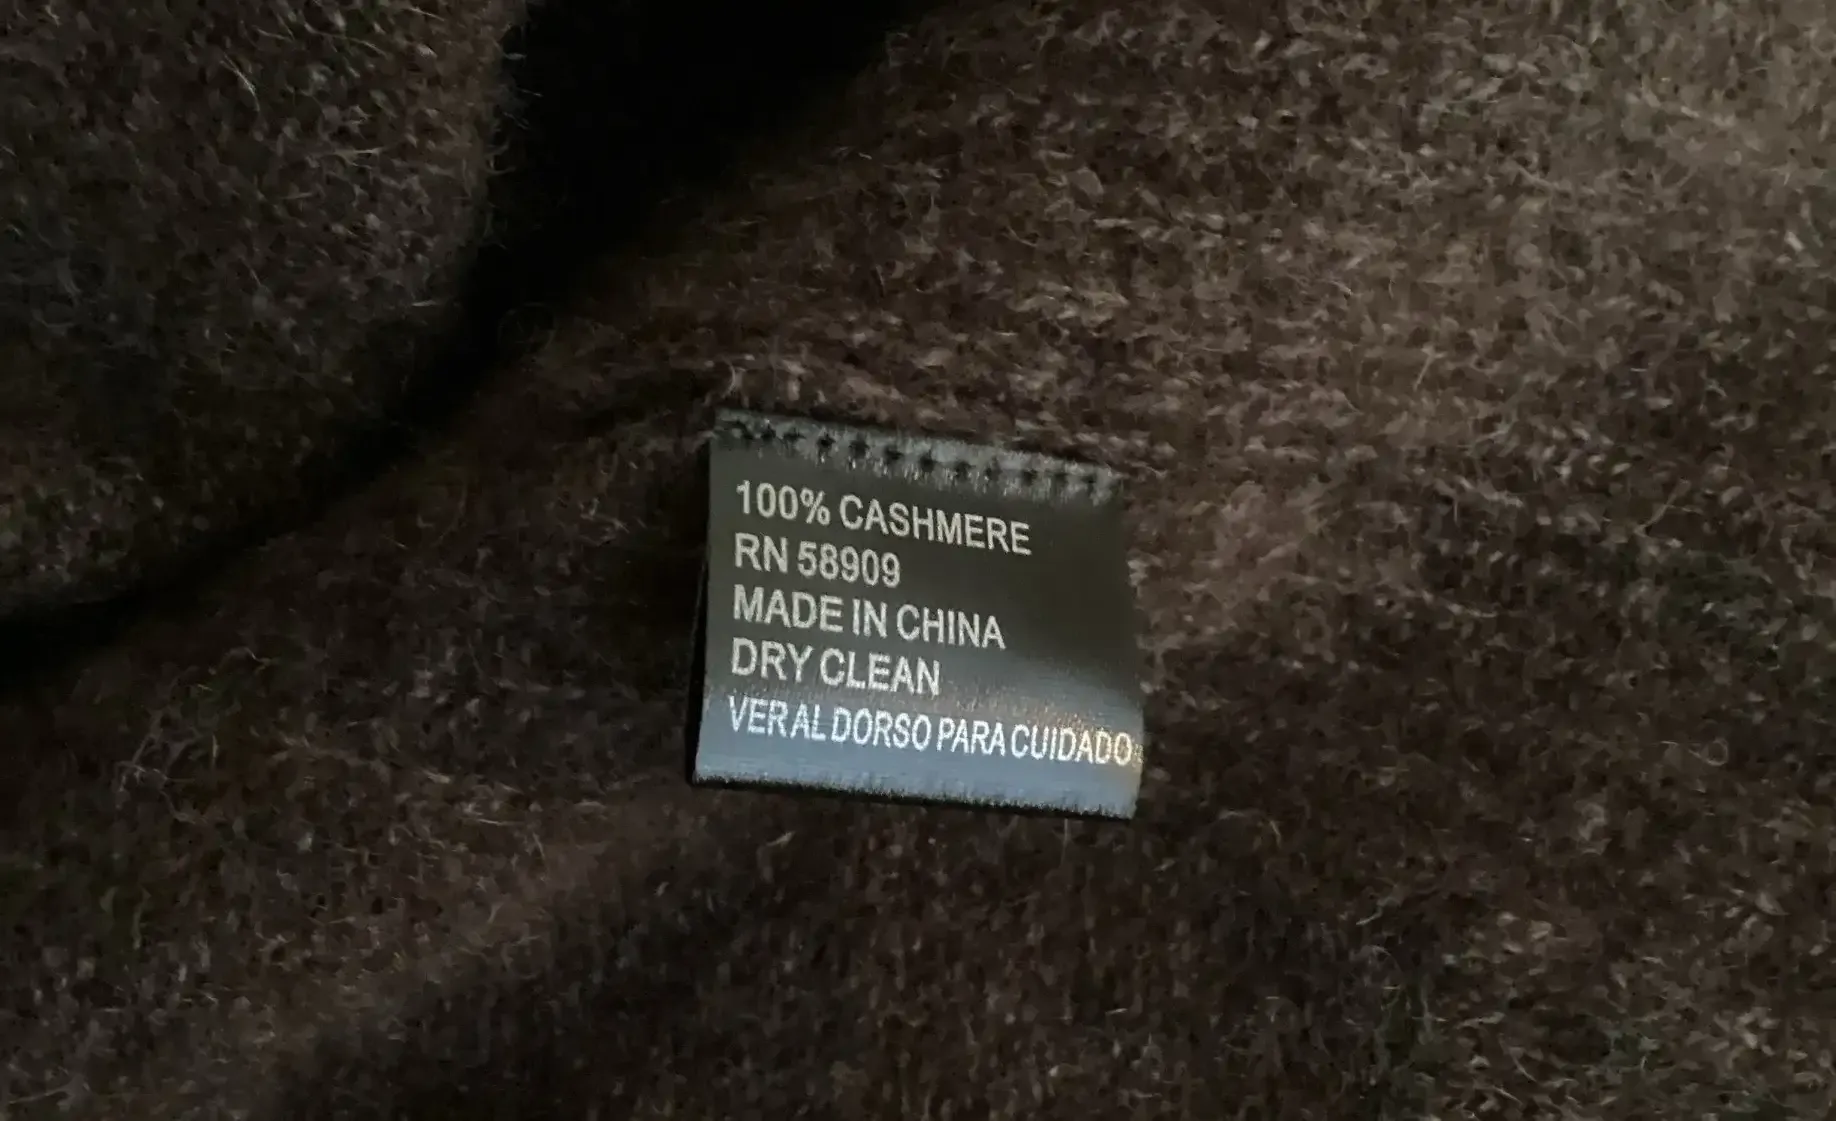 100% CASHMERE
RN 58909
MADE IN CHINA
DRY CLEAN
VER AL DORSO PARA CUIDADO